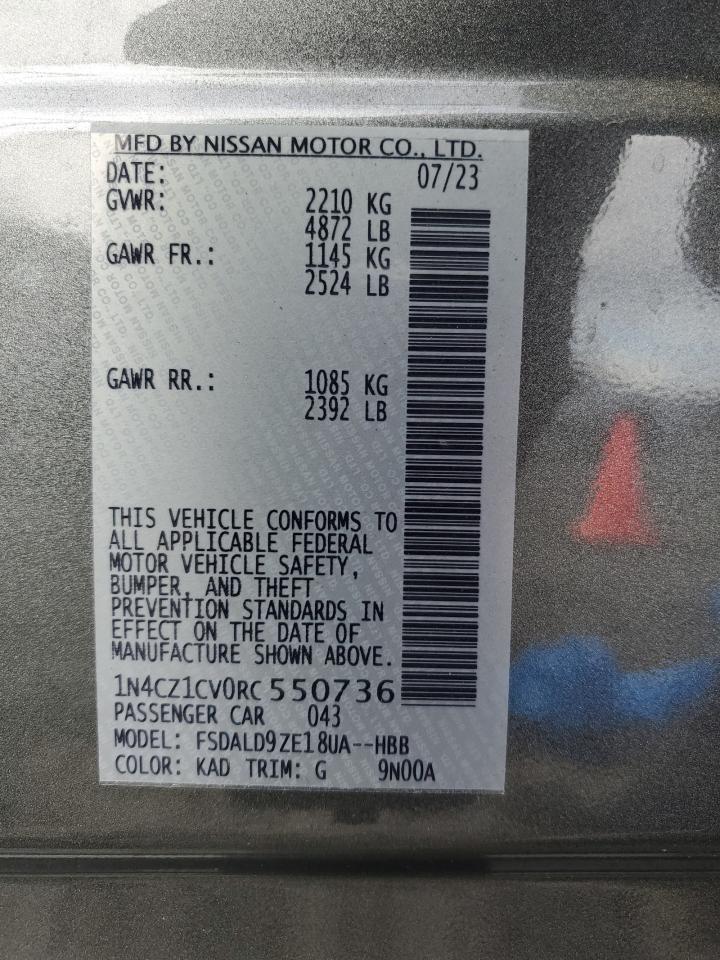 MFD BY NISSAN MOTOR CO., LTD.
DATE: 07/23
GVWR: 2210 KG
4872 LB
GAWR FR.: 1145 KG
2524 LB
GAWR RR.: 1085 KG
2392 LB
THIS VEHICLE CONFORMS TO
ALL APPLICABLE FEDERAL
MOTOR VEHICLE SAFETY,
BUMPER, AND THEFT
PREVENTION STANDARDS IN
EFFECT ON THE DATE OF
MANUFACTURE SHOWN ABOVE.
1N4CZ1CV0RC550736
PASSENGER CAR 043
MODEL: FSDALD9ZE18UA--HBB
COLOR: KAD TRIM: G 9N00A